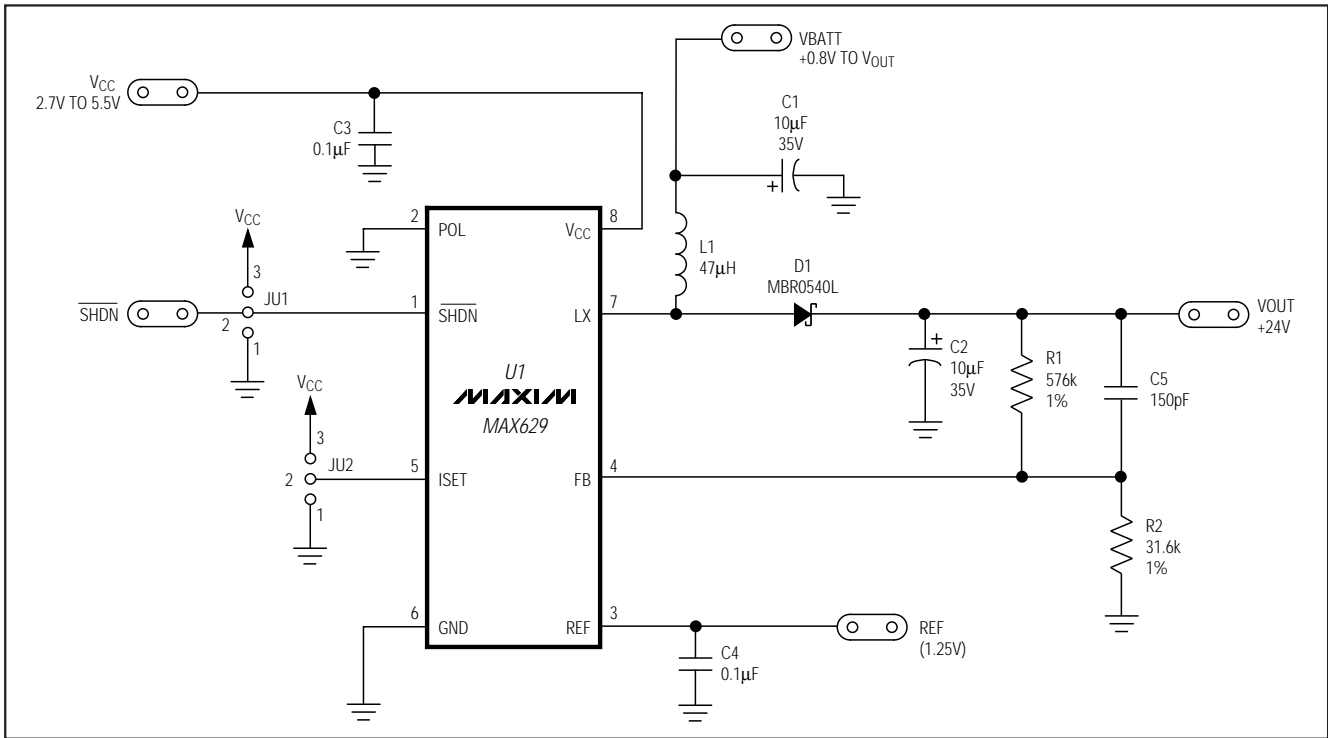 VBATT
+0.8V TO VOUT
VCC
2.7V TO 5.5V
C1
10µF
35V
+
C3
0.1µF
VCC
3
JU1
2
1
SHDN
2
POL
VCC
8
1
SHDN
LX
7
L1
47µH
D1
MBR0540L
VOUT
+24V
+
C2
10µF
35V
R1
576k
1%
C5
150pF
U1
MAXIM
MAX629
VCC
3
JU2
2
1
5
ISET
FB
4
R2
31.6k
1%
6
GND
REF
3
REF
(1.25V)
C4
0.1µF